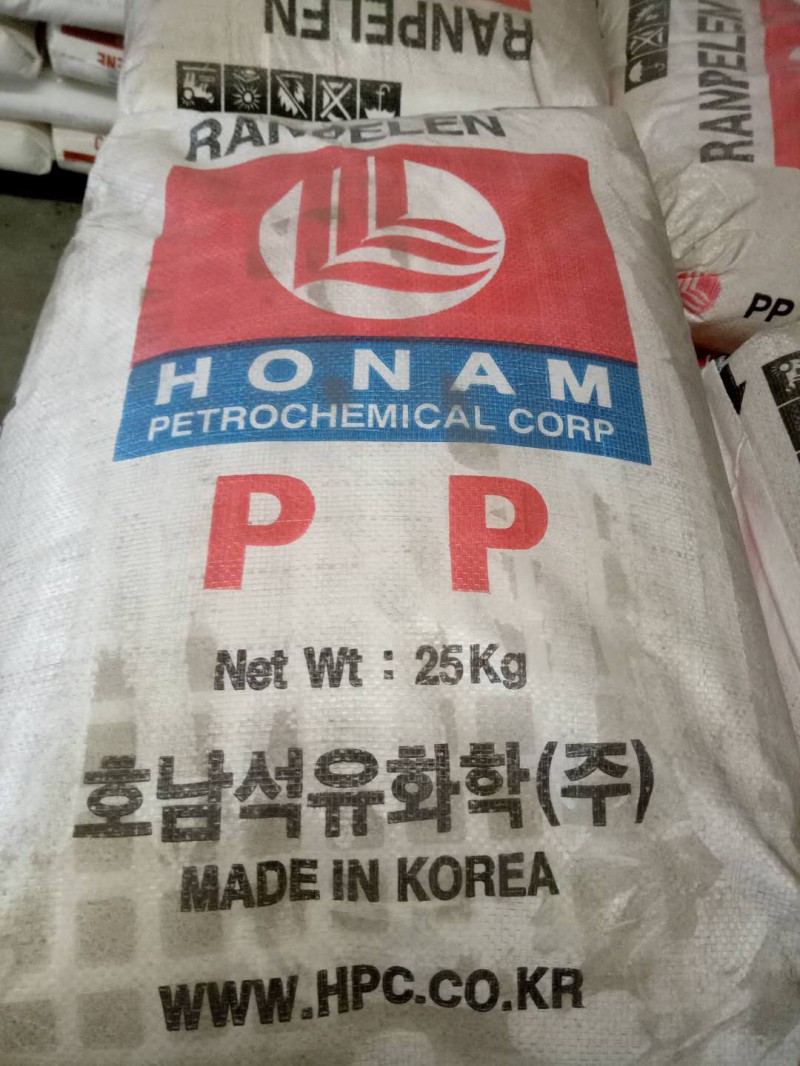 RANPELEN
RANPELEN
RANPELEN
HONAM
PETROCHEMICAL CORP
PP
PP
Net Wt : 25Kg
호남석유화학(주)
MADE IN KOREA
WWW.HPC.CO.KR